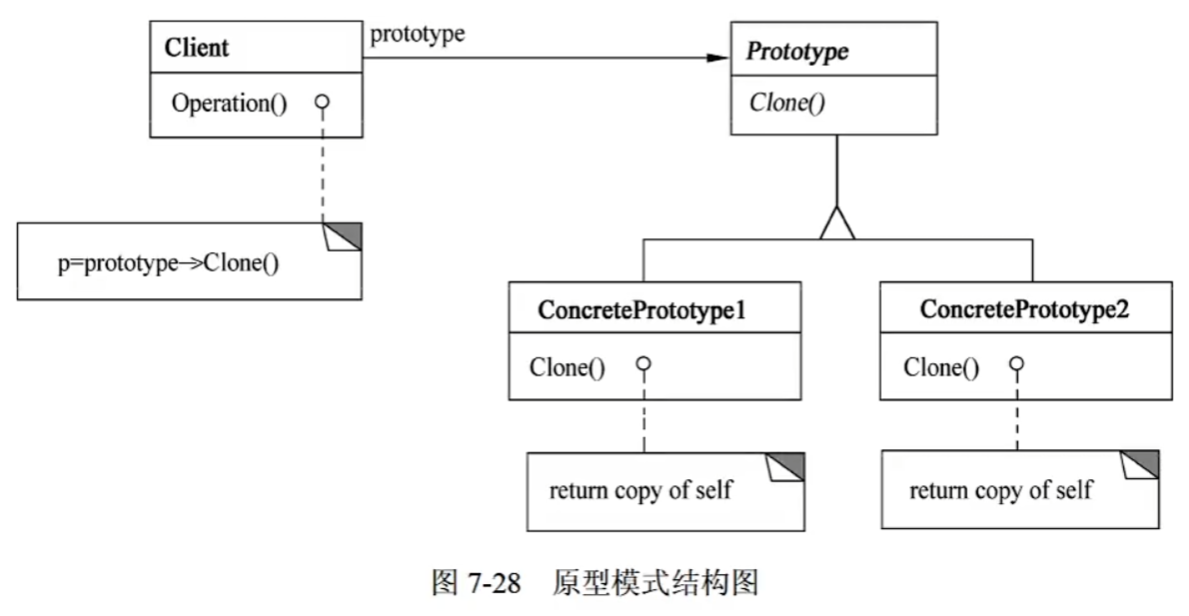 Client
prototype
Prototype
Operation()
Clone()
p=prototype->Clone()
ConcretePrototype1
ConcretePrototype2
Clone()
Clone()
return copy of self
return copy of self
图 7-28 原型模式结构图